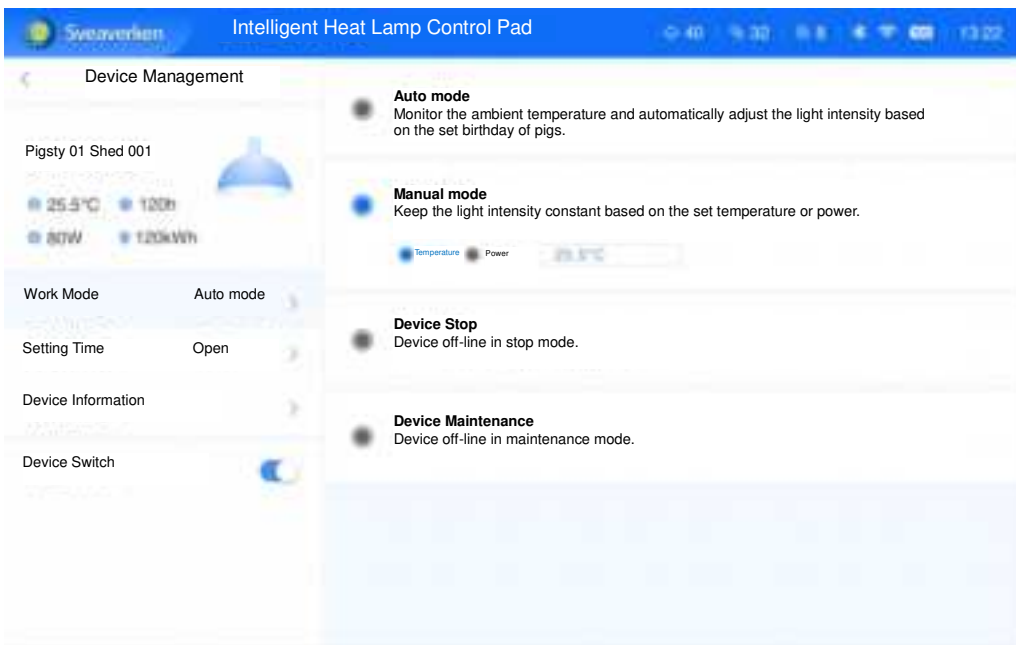 Sveaverken
Intelligent Heat Lamp Control Pad
40
30
8
13:22
Device Management
Pigsty 01 Shed 001
25.5°C
120h
80W
120kWh
Work Mode
Auto mode
Setting Time
Open
Device Information
Device Switch
Auto mode
Monitor the ambient temperature and automatically adjust the light intensity based
on the set birthday of pigs.
Manual mode
Keep the light intensity constant based on the set temperature or power.
Temperature
Power
25.5°C
Device Stop
Device off-line in stop mode.
Device Maintenance
Device off-line in maintenance mode.